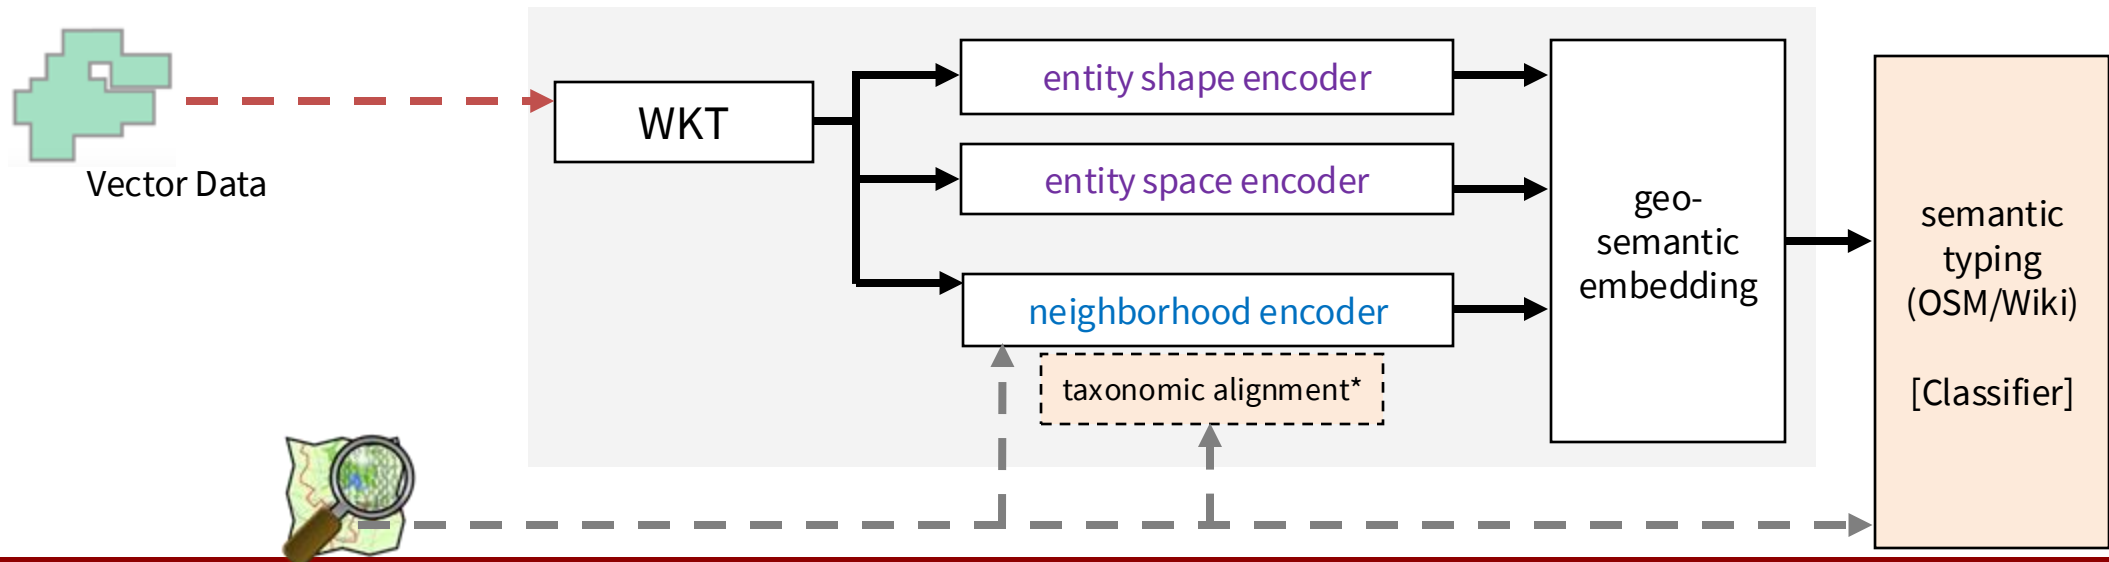 Vector Data
WKT
entity shape encoder
entity space encoder
neighborhood encoder
taxonomic alignment*
geo-
semantic
embedding
semantic
typing
(OSM/Wiki)
[Classifier]